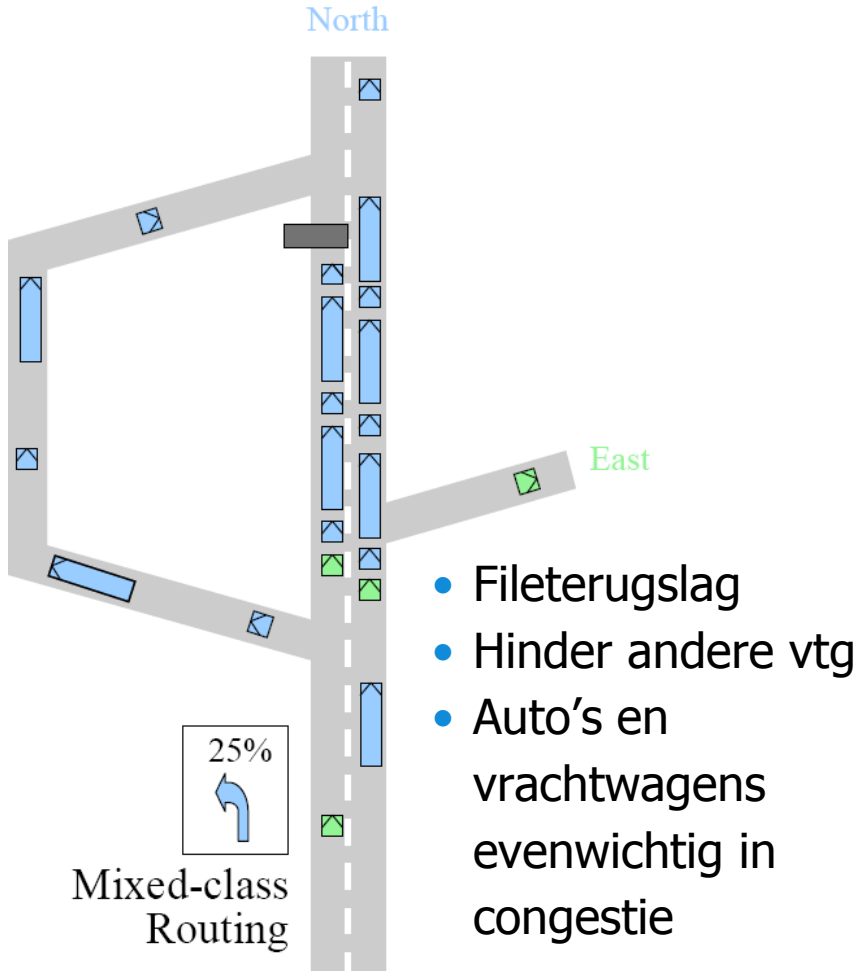 North
East
• Fileterugslag
• Hinder andere vtg
• Auto’s en
vrachtwagens
evenwichtig in
congestie
25%
Mixed-class
Routing